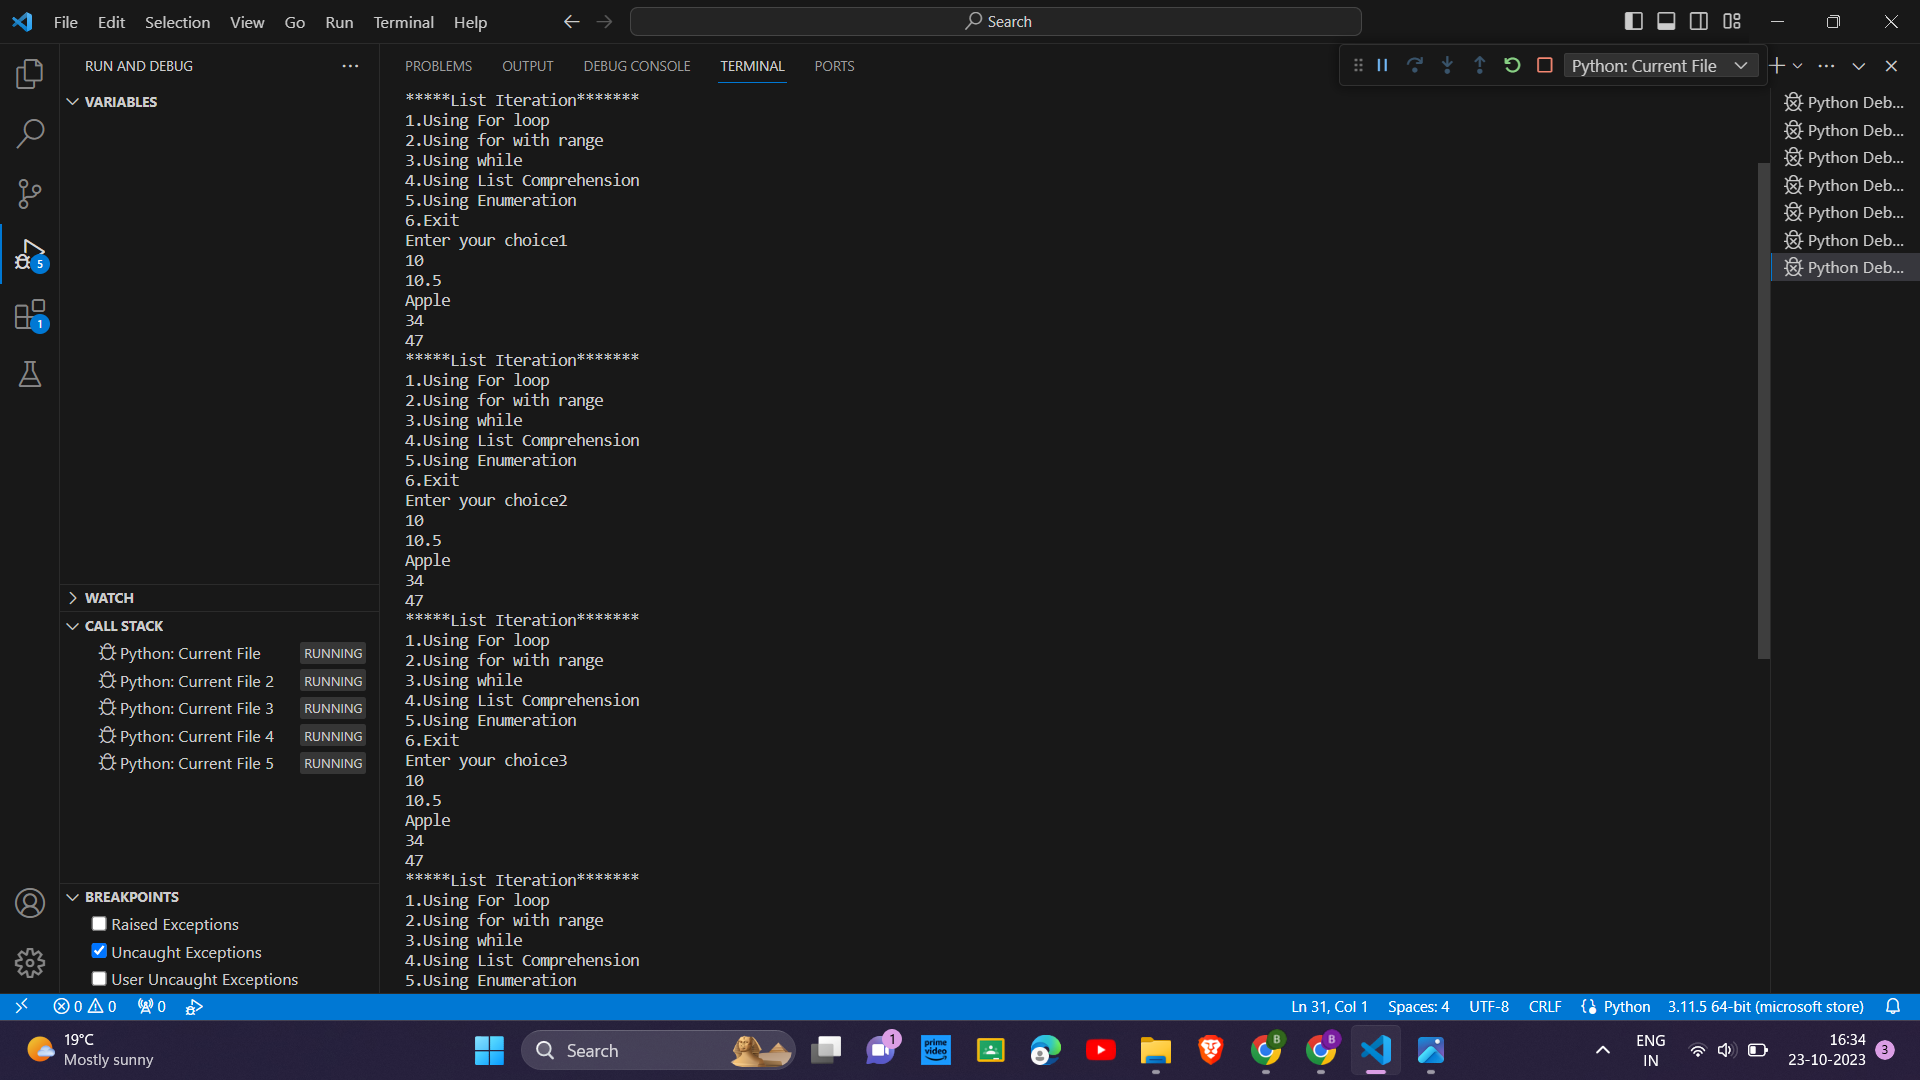 File Edit Selection View Go Run Terminal Help
Search
RUN AND DEBUG
PROBLEMS OUTPUT DEBUG CONSOLE TERMINAL PORTS
Python: Current File
VARIABLES
*****List Iteration*******
1.Using For loop
2.Using for with range
3.Using while
4.Using List Comprehension
5.Using Enumeration
6.Exit
Enter your choice1
10
10.5
Apple
34
47
*****List Iteration*******
1.Using For loop
2.Using for with range
3.Using while
4.Using List Comprehension
5.Using Enumeration
6.Exit
Enter your choice2
10
10.5
Apple
34
47
*****List Iteration*******
1.Using For loop
2.Using for with range
3.Using while
4.Using List Comprehension
5.Using Enumeration
6.Exit
Enter your choice3
10
10.5
Apple
34
47
*****List Iteration*******
1.Using For loop
2.Using for with range
3.Using while
4.Using List Comprehension
5.Using Enumeration
Python Deb...
Python Deb...
Python Deb...
Python Deb...
Python Deb...
Python Deb...
Python Deb...
5
1
WATCH
CALL STACK
Python: Current File RUNNING
Python: Current File 2 RUNNING
Python: Current File 3 RUNNING
Python: Current File 4 RUNNING
Python: Current File 5 RUNNING
BREAKPOINTS
Raised Exceptions
Uncaught Exceptions
User Uncaught Exceptions
0 0 0
Ln 31, Col 1 Spaces: 4 UTF-8 CRLF Python 3.11.5 64-bit (microsoft store)
19°C
Mostly sunny
Search
1
prime video
B
B
ENG
IN
16:34
23-10-2023
3